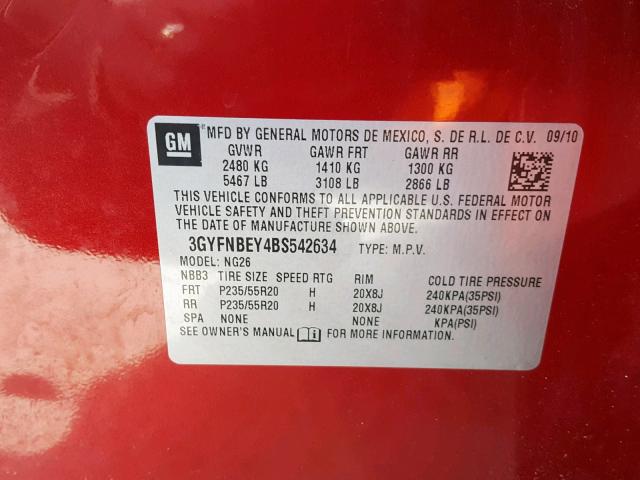 GM ® MFD BY GENERAL MOTORS DE MEXICO, S. DE R.L. DE C.V. 09/10
GVWR GAWR FRT GAWR RR
2480 KG 1410 KG 1300 KG
5467 LB 3108 LB 2866 LB
THIS VEHICLE CONFORMS TO ALL APPLICABLE U.S. FEDERAL MOTOR
VEHICLE SAFETY AND THEFT PREVENTION STANDARDS IN EFFECT ON
THE DATE OF MANUFACTURE SHOWN ABOVE.
3GYFNBEY4BS542634 TYPE: M.P.V.
MODEL: NG26
NBB3 TIRE SIZE SPEED RTG RIM COLD TIRE PRESSURE
FRT P235/55R20 H 20X8J 240KPA(35PSI)
RR P235/55R20 H 20X8J 240KPA(35PSI)
SPA NONE NONE KPA(PSI)
SEE OWNER'S MANUAL FOR MORE INFORMATION.